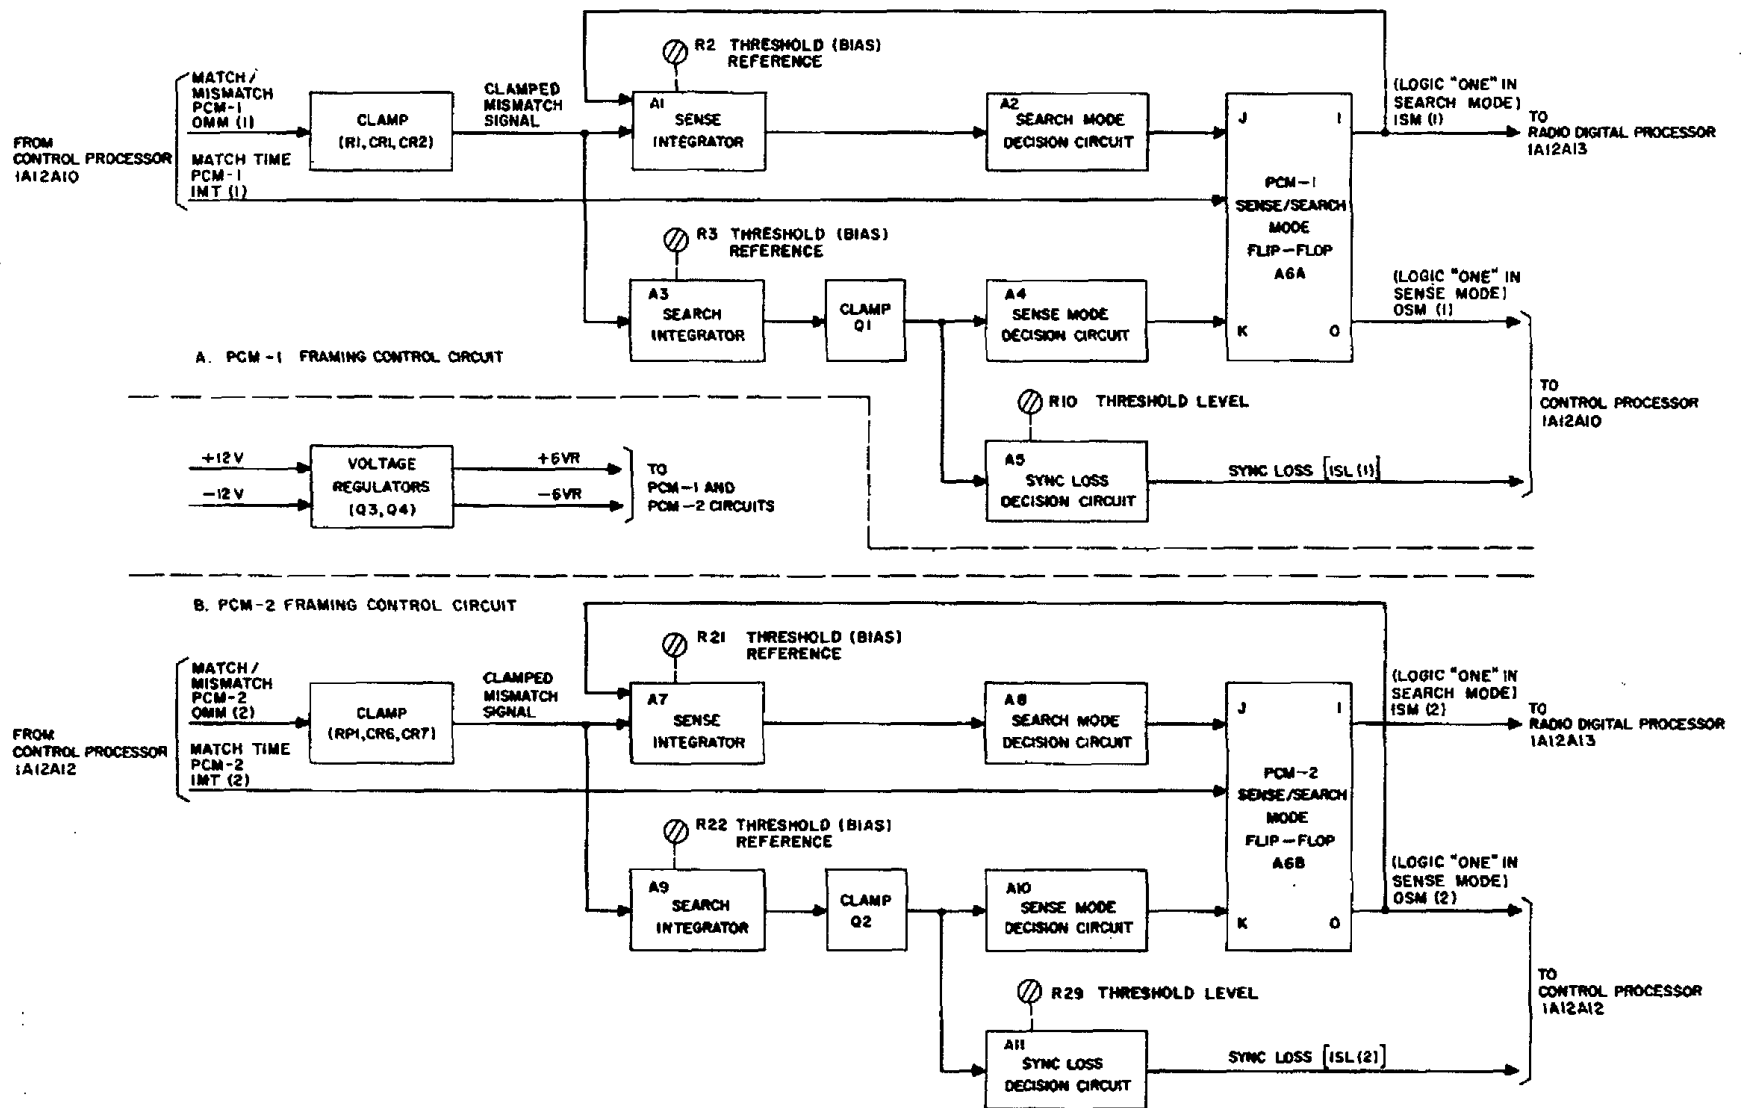 R2 THRESHOLD (BIAS)
REFERENCE
MATCH/
MISMATCH
PCM-1
OMM (1)
FROM
CONTROL PROCESSOR
1A12A10
MATCH TIME
PCM-1
IMT (1)
CLAMP
(R1, CR1, CR2)
CLAMPED
MISMATCH
SIGNAL
A1
SENSE
INTEGRATOR
A2
SEARCH MODE
DECISION CIRCUIT
J
1
PCM-1
SENSE/SEARCH
MODE
FLIP-FLOP
A6A
K
0
(LOGIC "ONE" IN
SEARCH MODE)
ISM (1)
TO
RADIO DIGITAL PROCESSOR
1A12A13
R3 THRESHOLD (BIAS)
REFERENCE
A3
SEARCH
INTEGRATOR
CLAMP
Q1
A4
SENSE MODE
DECISION CIRCUIT
(LOGIC "ONE" IN
SENSE MODE)
OSM (1)
A. PCM-1 FRAMING CONTROL CIRCUIT
R10 THRESHOLD LEVEL
TO
CONTROL PROCESSOR
1A12A10
A5
SYNC LOSS
DECISION CIRCUIT
SYNC LOSS [ISL (1)]
+12V
-12V
VOLTAGE
REGULATORS
(Q3, Q4)
+6VR
-6VR
TO
PCM-1 AND
PCM-2 CIRCUITS
B. PCM-2 FRAMING CONTROL CIRCUIT
R21 THRESHOLD (BIAS)
REFERENCE
MATCH/
MISMATCH
PCM-2
OMM (2)
FROM
CONTROL PROCESSOR
1A12A12
MATCH TIME
PCM-2
IMT (2)
CLAMP
(RP1, CR6, CR7)
CLAMPED
MISMATCH
SIGNAL
A7
SENSE
INTEGRATOR
A8
SEARCH MODE
DECISION CIRCUIT
J
1
PCM-2
SENSE/SEARCH
MODE
FLIP-FLOP
A6B
K
0
(LOGIC "ONE" IN
SEARCH MODE)
ISM (2)
TO
RADIO DIGITAL PROCESSOR
1A12A13
R22 THRESHOLD (BIAS)
REFERENCE
A9
SEARCH
INTEGRATOR
CLAMP
Q2
A10
SENSE MODE
DECISION CIRCUIT
(LOGIC "ONE" IN
SENSE MODE)
OSM (2)
R29 THRESHOLD LEVEL
TO
CONTROL PROCESSOR
1A12A12
A11
SYNC LOSS
DECISION CIRCUIT
SYNC LOSS [ISL (2)]